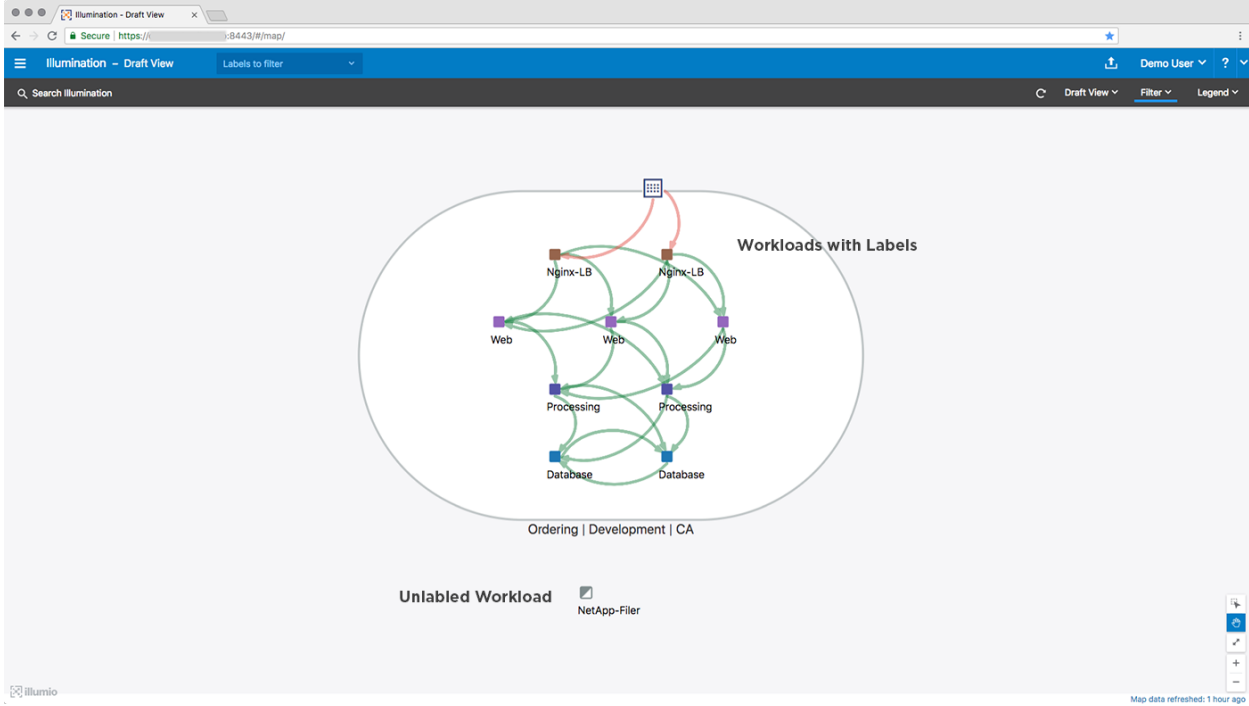 Illumination - Draft View
Secure
https://
:8443/#/map/
Illumination – Draft View
Labels to filter
Demo User
?
Search Illumination
Draft View
Filter
Legend
Workloads with Labels
Nginx-LB
Nginx-LB
Web
Web
Web
Processing
Processing
Database
Database
Ordering | Development | CA
Unlabled Workload
NetApp-Filer
illumio
Map data refreshed: 1 hour ago